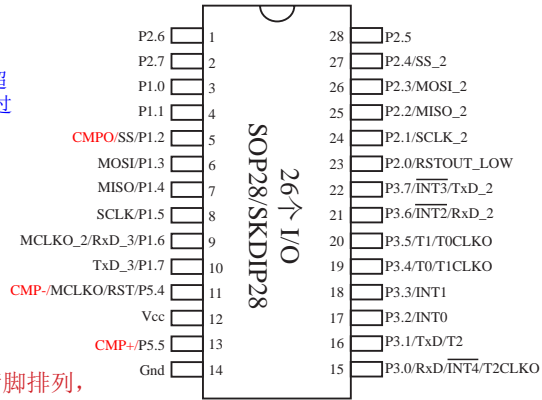 P2.6 1 28 P2.5
P2.7 2 27 P2.4/SS_2
P1.0 3 26 P2.3/MOSI_2
P1.1 4 25 P2.2/MISO_2
CMPO/SS/P1.2 5 24 P2.1/SCLK_2
MOSI/P1.3 6 23 P2.0/RSTOUT_LOW
MISO/P1.4 7 22 P3.7/INT3/TxD_2
SCLK/P1.5 8 21 P3.6/INT2/RxD_2
MCLKO_2/RxD_3/P1.6 9 20 P3.5/T1/T0CLKO
TxD_3/P1.7 10 19 P3.4/T0/T1CLKO
CMP-/MCLKO/RST/P5.4 11 18 P3.3/INT1
Vcc 12 17 P3.2/INT0
CMP+/P5.5 13 16 P3.1/TxD/T2
Gnd 14 15 P3.0/RxD/INT4/T2CLKO
26个 I/O
SOP28/SKDIP28
脚排列，